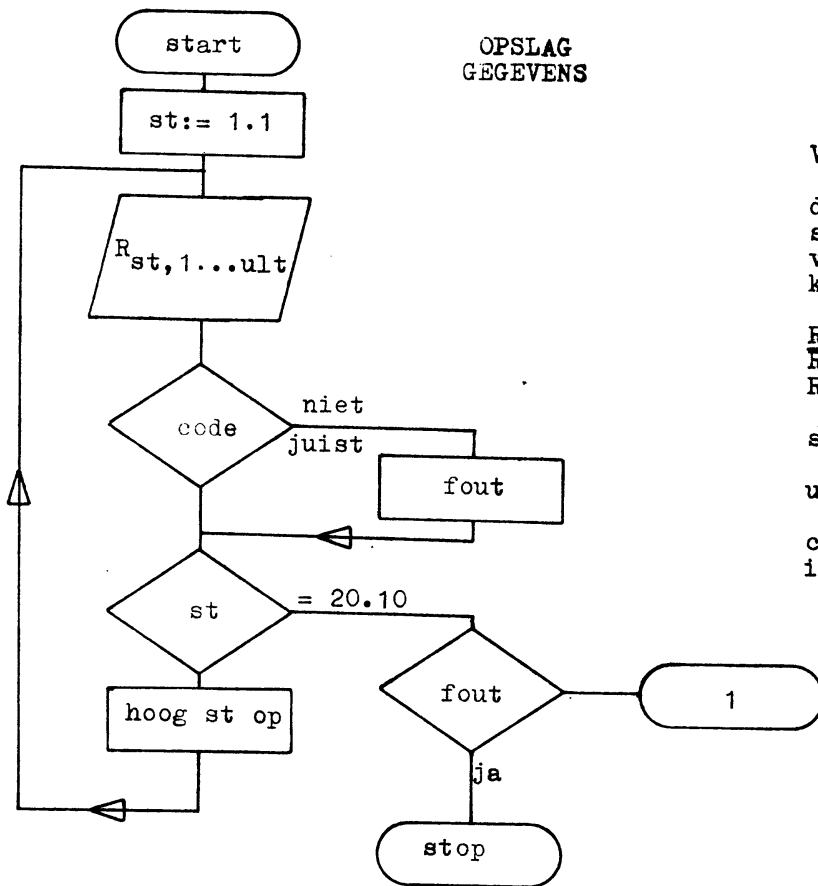 start
OPSLAG
GEGEVENS
st:= 1.1
R st, 1...ult
code
niet
juist
fout
st
= 20.10
hoog st op
fout
1
ja
stop